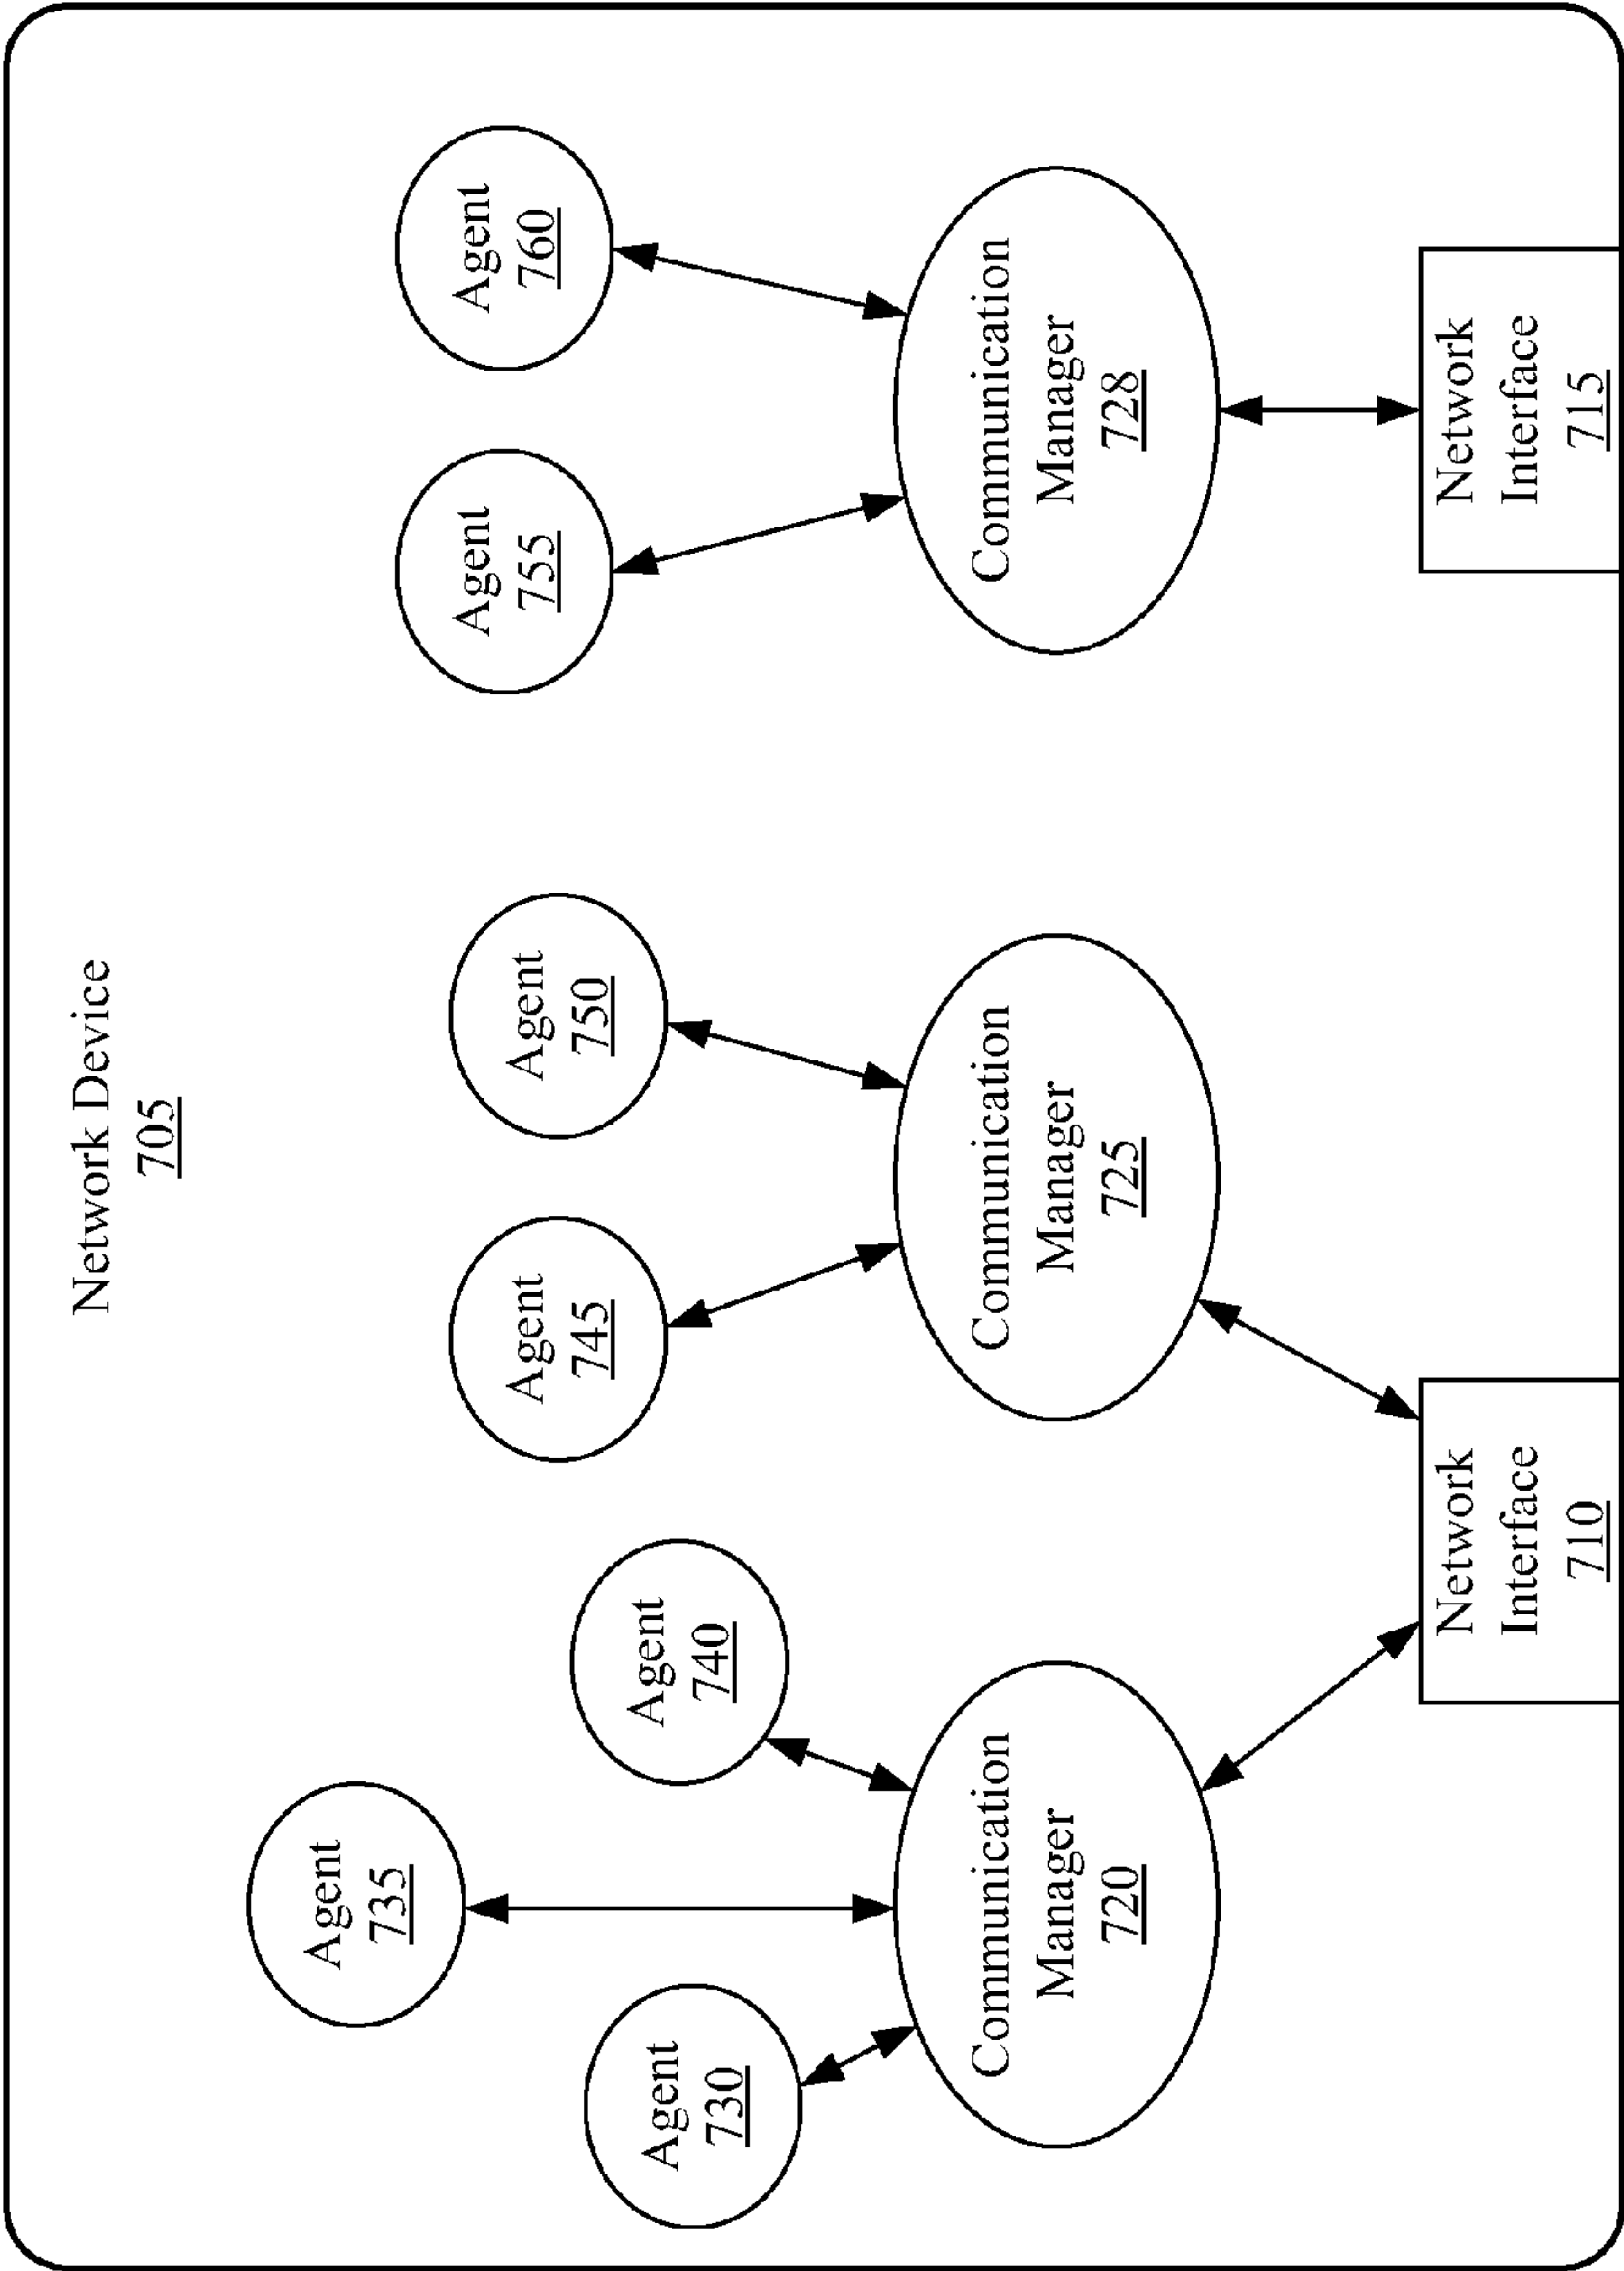 Network Device
705
Agent
735
Agent
730
Agent
740
Agent
745
Agent
750
Agent
755
Agent
760
Communication
Manager
720
Communication
Manager
725
Communication
Manager
728
Network
Interface
710
Network
Interface
715